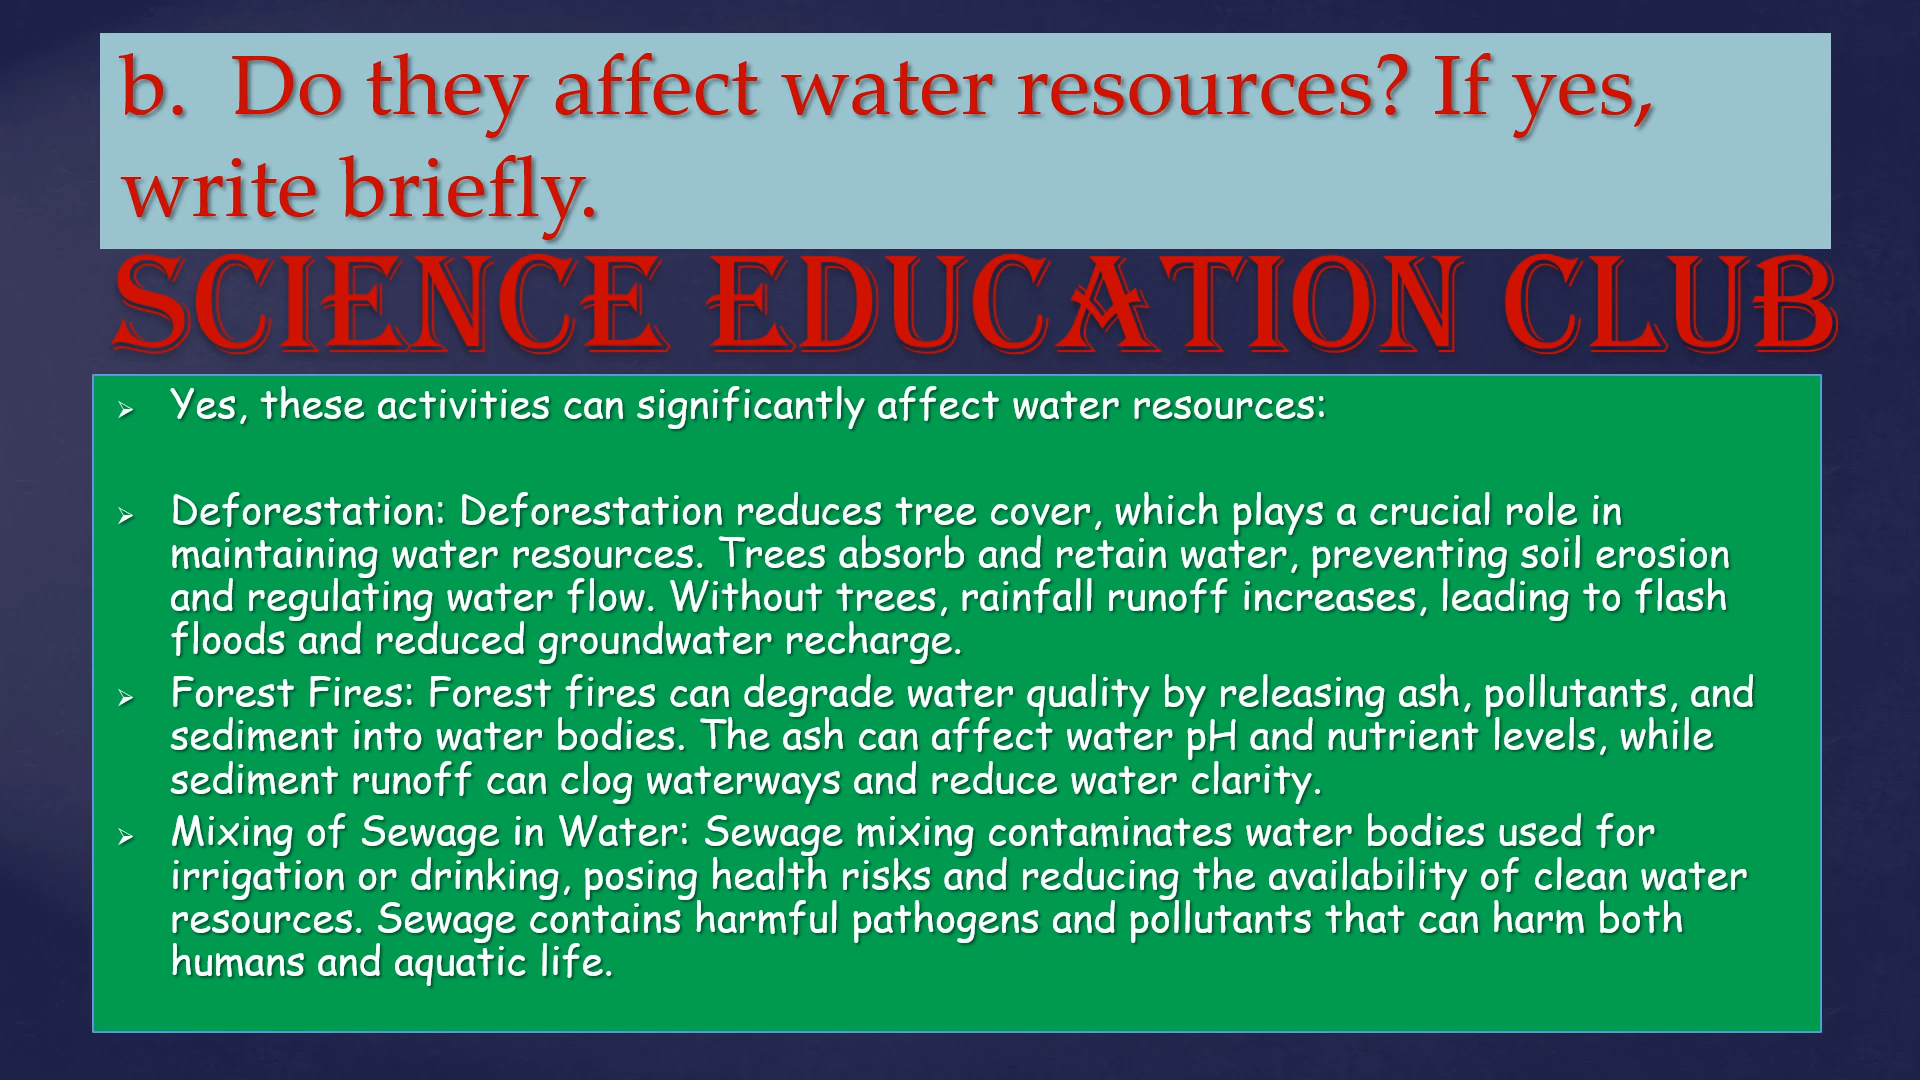 b. Do they affect water resources? If yes,
write briefly.
SCIENCE EDUCATION CLUB
➢ Yes, these activities can significantly affect water resources:
➢ Deforestation: Deforestation reduces tree cover, which plays a crucial role in
maintaining water resources. Trees absorb and retain water, preventing soil erosion
and regulating water flow. Without trees, rainfall runoff increases, leading to flash
floods and reduced groundwater recharge.
➢ Forest Fires: Forest fires can degrade water quality by releasing ash, pollutants, and
sediment into water bodies. The ash can affect water pH and nutrient levels, while
sediment runoff can clog waterways and reduce water clarity.
➢ Mixing of Sewage in Water: Sewage mixing contaminates water bodies used for
irrigation or drinking, posing health risks and reducing the availability of clean water
resources. Sewage contains harmful pathogens and pollutants that can harm both
humans and aquatic life.